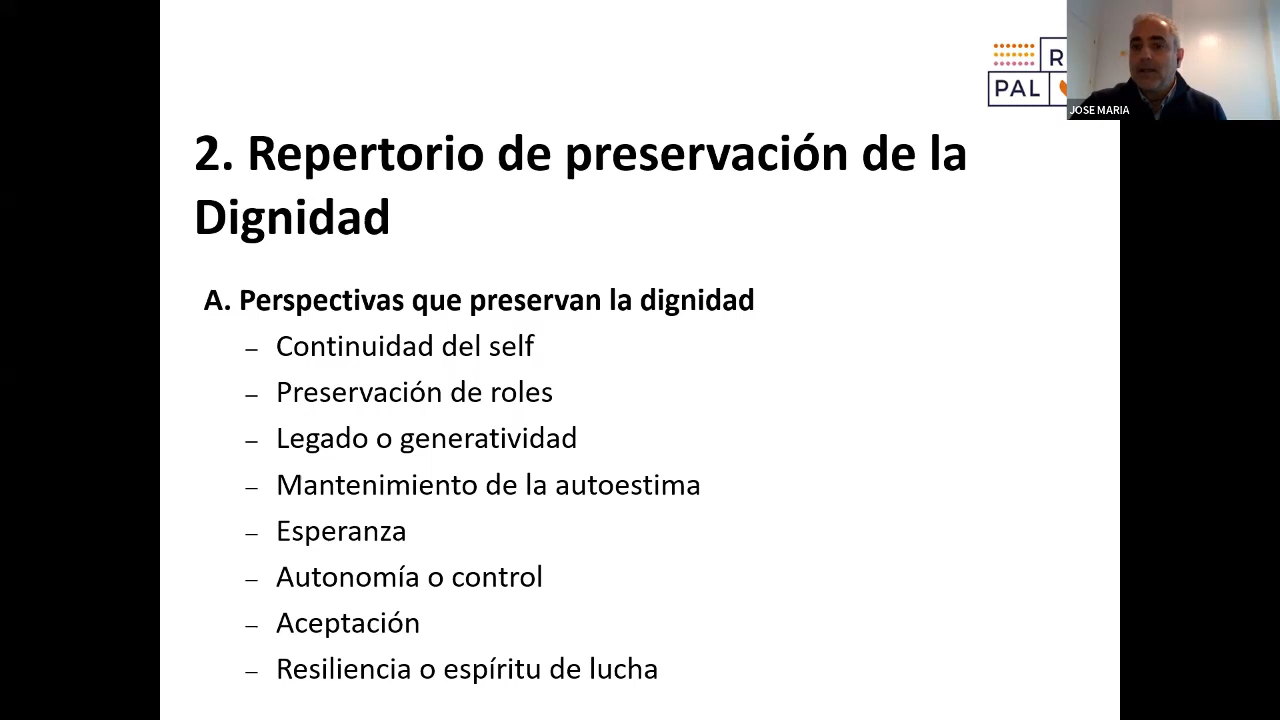 R
PAL
JOSE MARIA
2. Repertorio de preservación de la
Dignidad
A. Perspectivas que preservan la dignidad
– Continuidad del self
– Preservación de roles
– Legado o generatividad
– Mantenimiento de la autoestima
– Esperanza
– Autonomía o control
– Aceptación
– Resiliencia o espíritu de lucha